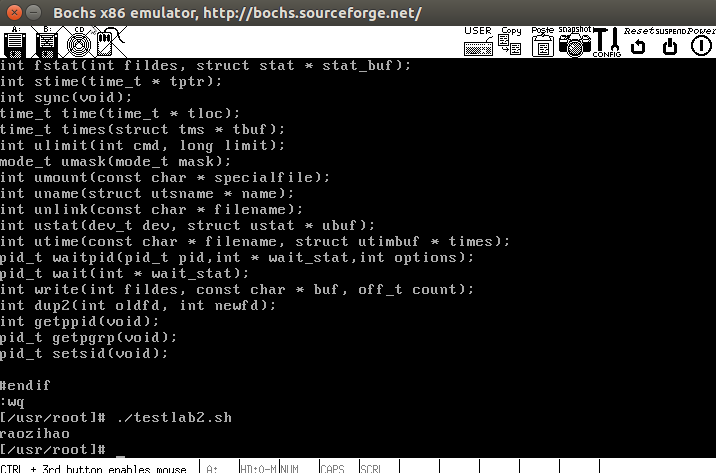 Bochs x86 emulator, http://bochs.sourceforge.net/
A: B: CD USER Copy Paste snapshot CONFIG Reset SUSPEND Power
int fstat(int fildes, struct stat * stat_buf);
int stime(time_t * tptr);
int sync(void);
time_t time(time_t * tloc);
time_t times(struct tms * tbuf);
int ulimit(int cmd, long limit);
mode_t umask(mode_t mask);
int umount(const char * specialfile);
int uname(struct utsname * name);
int unlink(const char * filename);
int ustat(dev_t dev, struct ustat * ubuf);
int utime(const char * filename, struct utimbuf * times);
pid_t waitpid(pid_t pid,int * wait_stat,int options);
pid_t wait(int * wait_stat);
int write(int fildes, const char * buf, off_t count);
int dup2(int oldfd, int newfd);
int getppid(void);
pid_t getpgrp(void);
pid_t setsid(void);
#endif
:wq
[/usr/root]# ./testlab2.sh
raozihao
[/usr/root]# _
CTRL + 3rd button enables mouse A: HD:0-M NUM CAPS SCRL